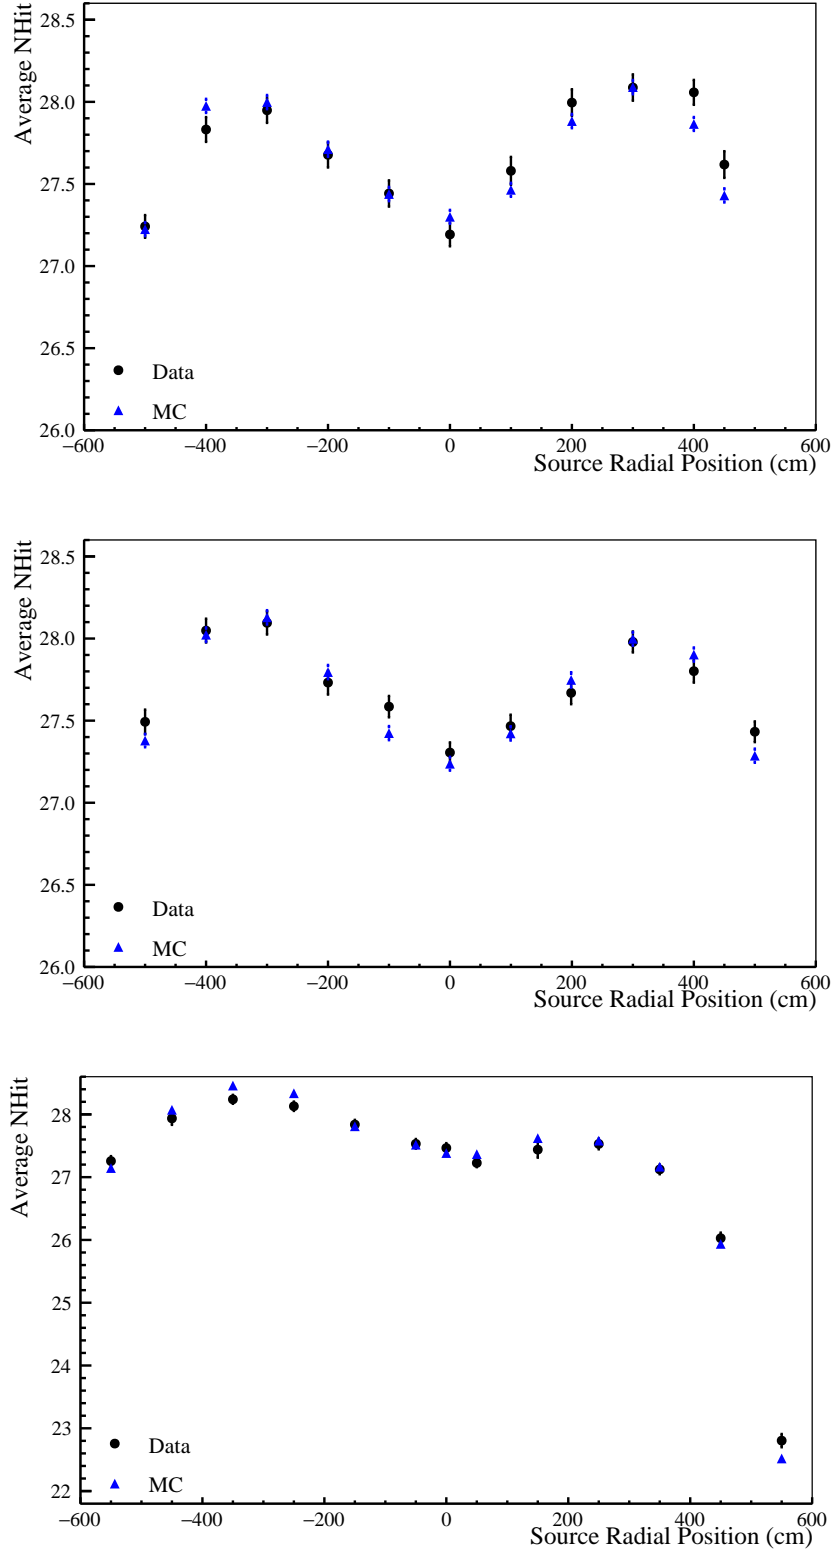 Average NHit
28.5
28.0
27.5
27.0
26.5
26.0
Data
MC
−600 −400 −200 0 200 400 600
Source Radial Position (cm)
Average NHit
28.5
28.0
27.5
27.0
26.5
26.0
Data
MC
−600 −400 −200 0 200 400 600
Source Radial Position (cm)
Average NHit
28
27
26
25
24
23
22
Data
MC
−600 −400 −200 0 200 400 600
Source Radial Position (cm)